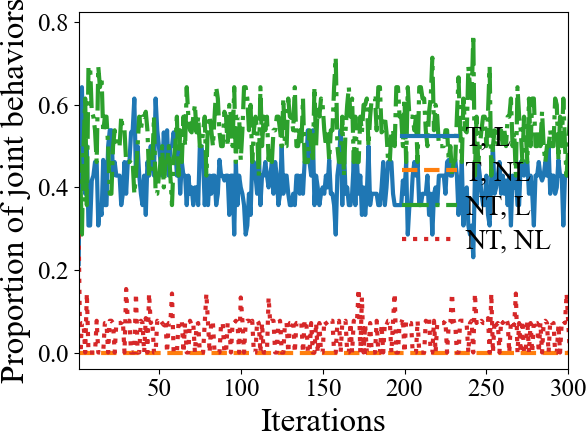 Proportion of joint behaviors
0.8
0.6
0.4
0.2
0.0
T, L
T, NL
NT, L
NT, NL
50
100
150
200
250
300
Iterations